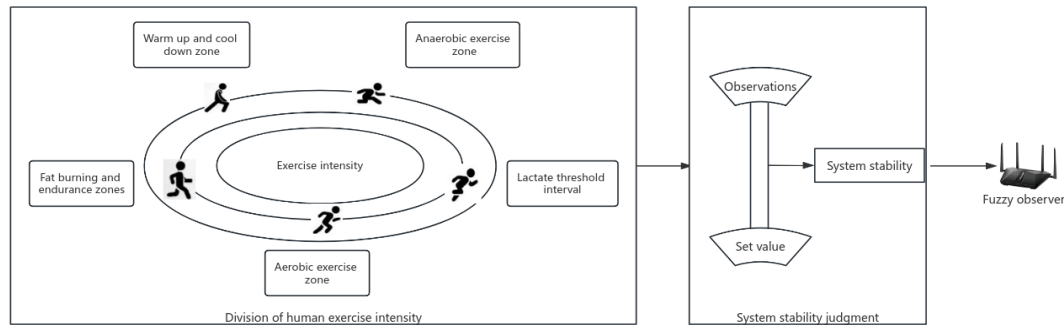 Warm up and cool
down zone
Anaerobic exercise
zone
Fat burning and
endurance zones
Exercise intensity
Lactate threshold
interval
Aerobic exercise
zone
Division of human exercise intensity
Observations
Set value
System stability
System stability judgment
Fuzzy observer